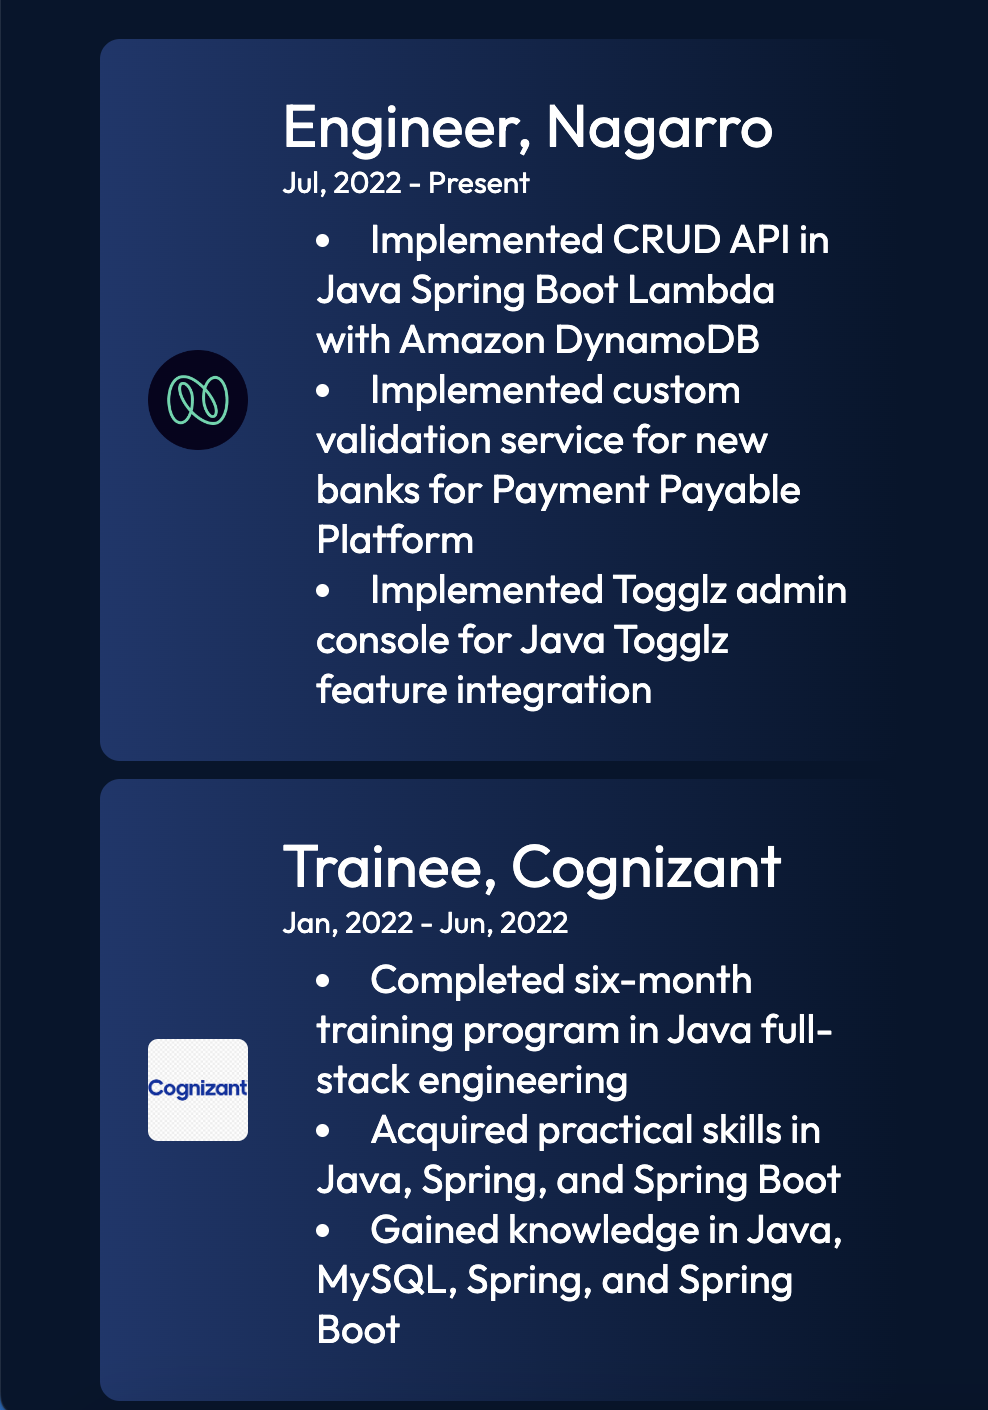 Engineer, Nagarro
Jul, 2022 - Present
• Implemented CRUD API in
Java Spring Boot Lambda
with Amazon DynamoDB
• Implemented custom
validation service for new
banks for Payment Payable
Platform
• Implemented Togglz admin
console for Java Togglz
feature integration
Trainee, Cognizant
Jan, 2022 - Jun, 2022
• Completed six-month
training program in Java full-
stack engineering
Cognizant
• Acquired practical skills in
Java, Spring, and Spring Boot
• Gained knowledge in Java,
MySQL, Spring, and Spring
Boot